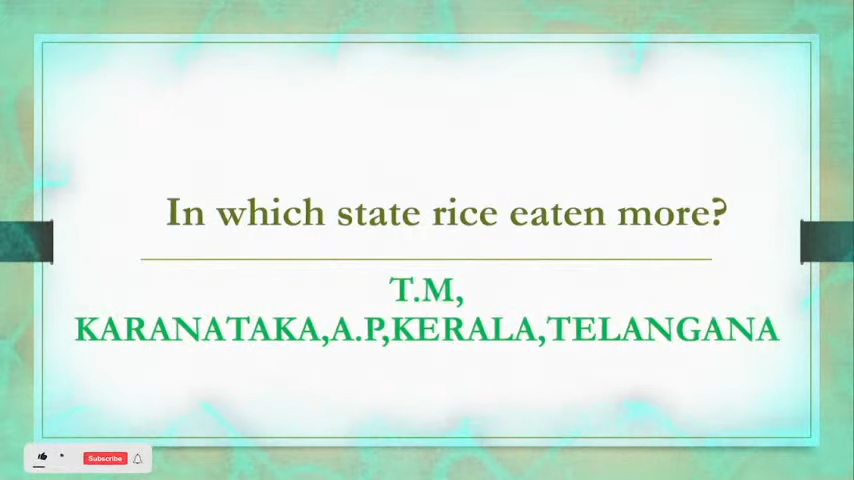 In which state rice eaten more?
T.M,
KARANATAKA,A.P,KERALA,TELANGANA
Subscribe